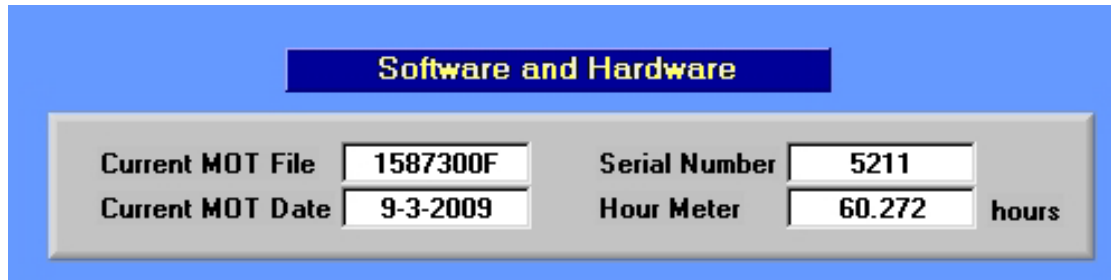 Software and Hardware
Current MOT File 1587300F Serial Number 5211
Current MOT Date 9-3-2009 Hour Meter 60.272 hours